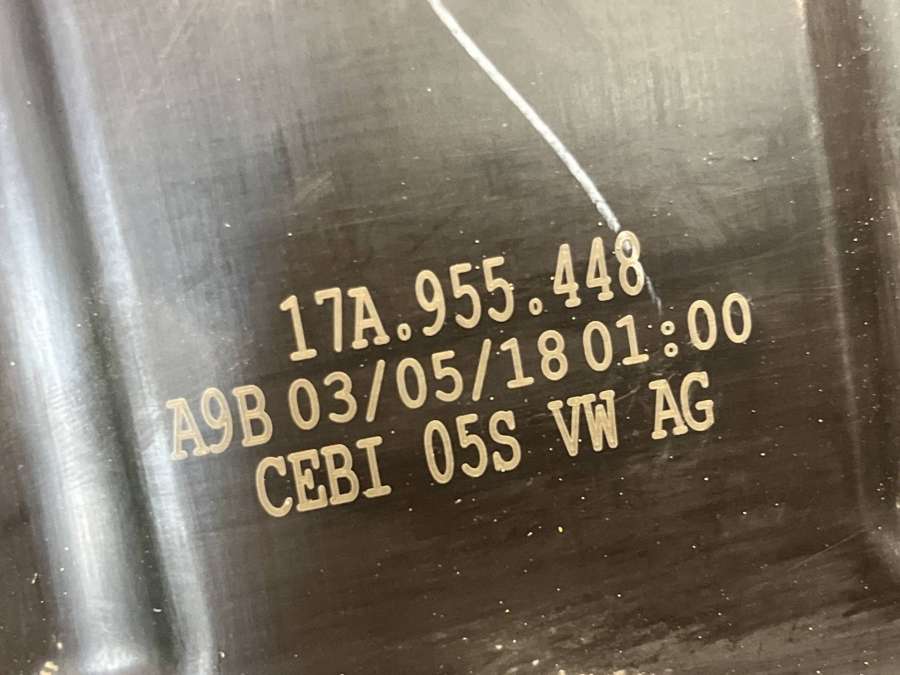 17A.955.448
A9B 03/05/18 01:00
CEBI 05S VW AG